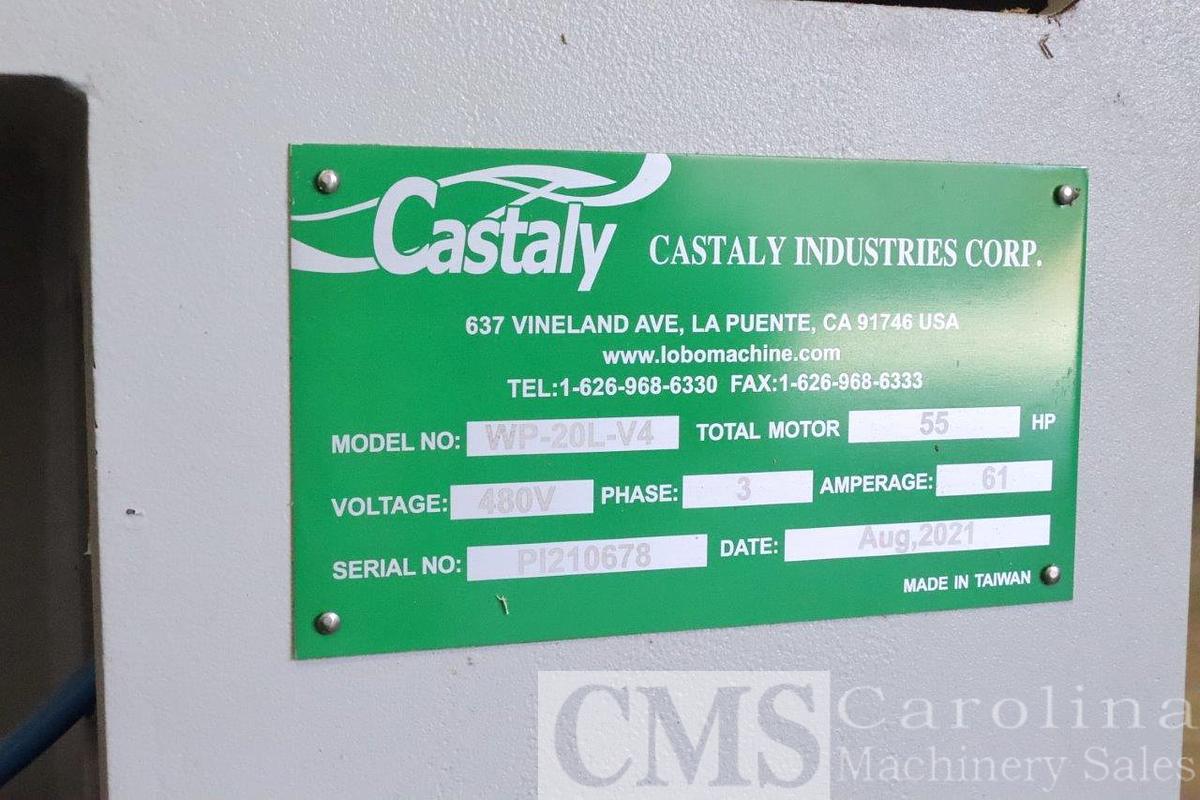 Castaly CASTALY INDUSTRIES CORP.
637 VINELAND AVE, LA PUENTE, CA 91746 USA
www.lobomachine.com
TEL:1-626-968-6330 FAX:1-626-968-6333
MODEL NO: WP-20L-V4 TOTAL MOTOR 55 HP
VOLTAGE: 480V PHASE: 3 AMPERAGE: 61
SERIAL NO: PI210678 DATE: Aug,2021
MADE IN TAIWAN
CMS Carolina
Machinery Sales